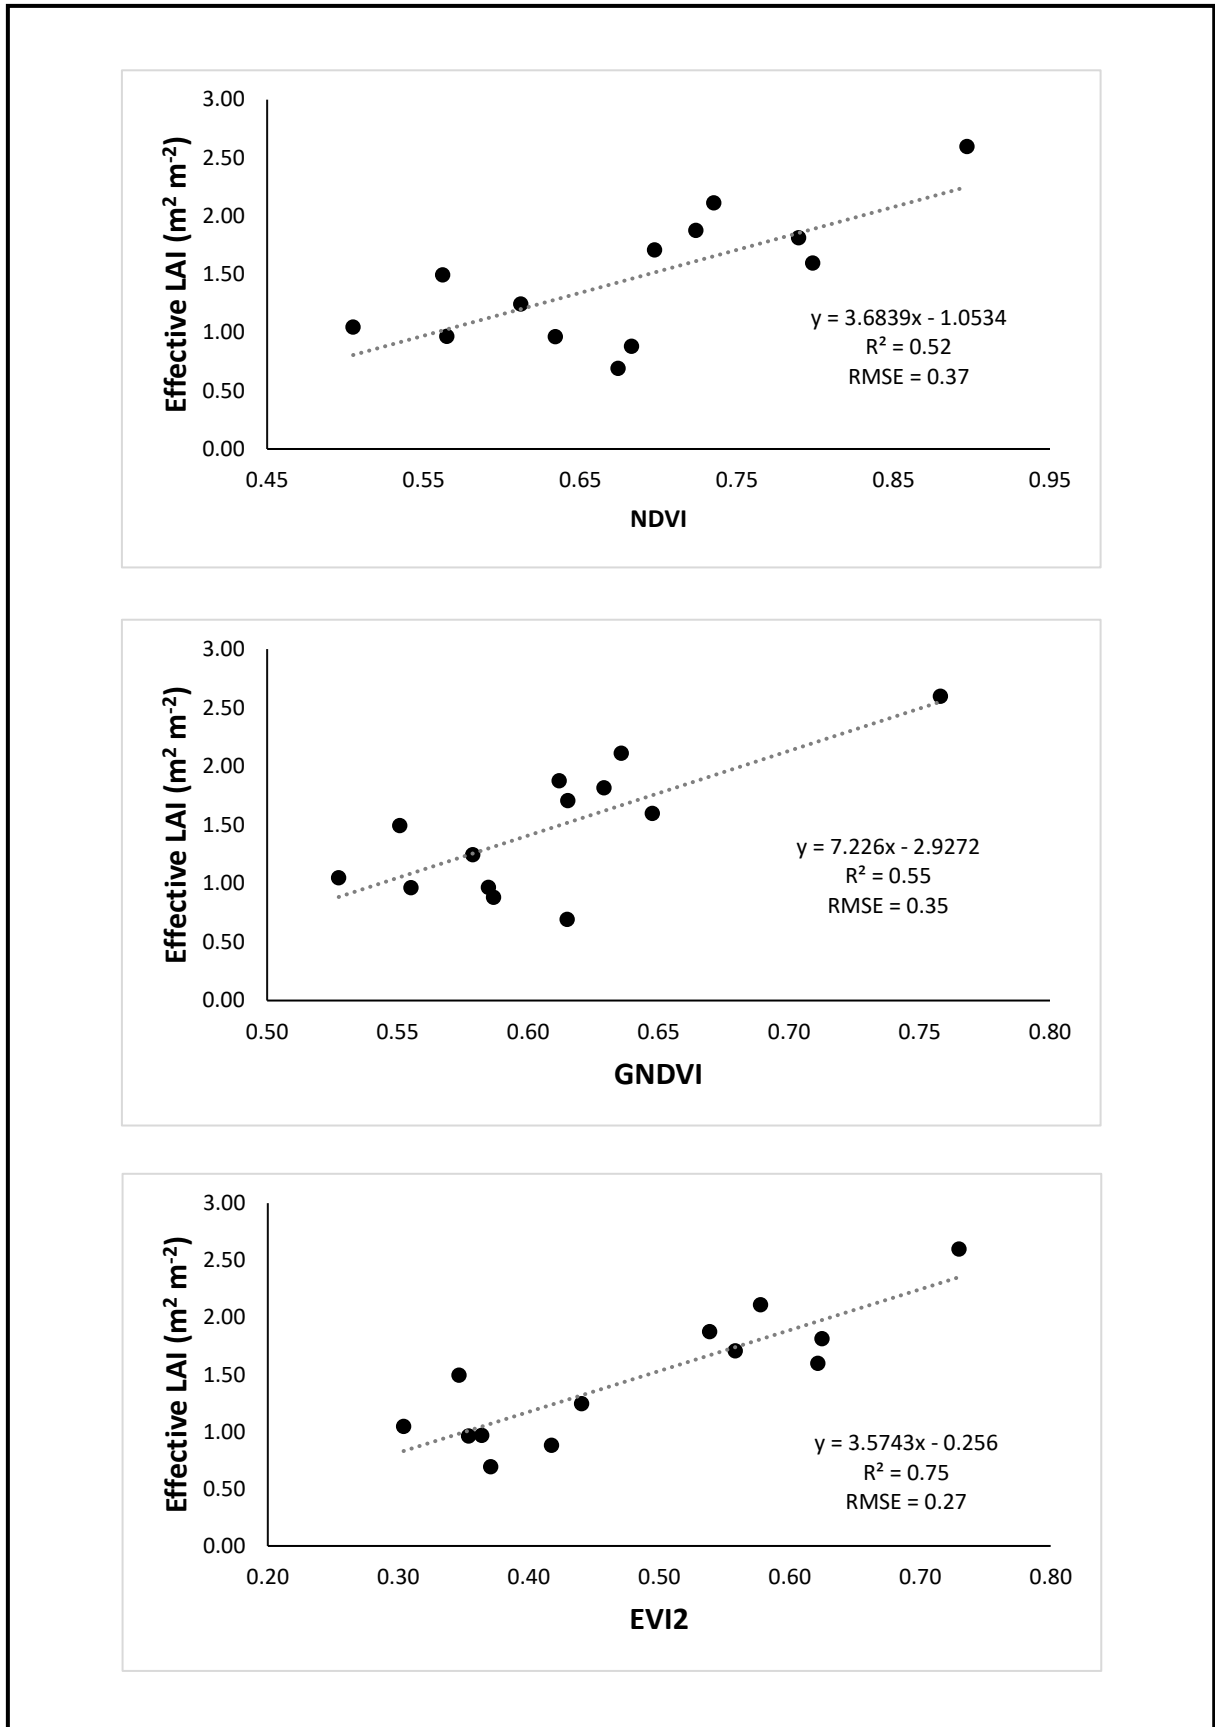 3.00
2.50
2.00
1.50
1.00
0.50
0.00
Effective LAI (m² m⁻²)
y = 3.6839x - 1.0534
R² = 0.52
RMSE = 0.37
0.45 0.55 0.65 0.75 0.85 0.95
NDVI
3.00
2.50
2.00
1.50
1.00
0.50
0.00
Effective LAI (m² m⁻²)
y = 7.226x - 2.9272
R² = 0.55
RMSE = 0.35
0.50 0.55 0.60 0.65 0.70 0.75 0.80
GNDVI
3.00
2.50
2.00
1.50
1.00
0.50
0.00
Effective LAI (m² m⁻²)
y = 3.5743x - 0.256
R² = 0.75
RMSE = 0.27
0.20 0.30 0.40 0.50 0.60 0.70 0.80
EVI2